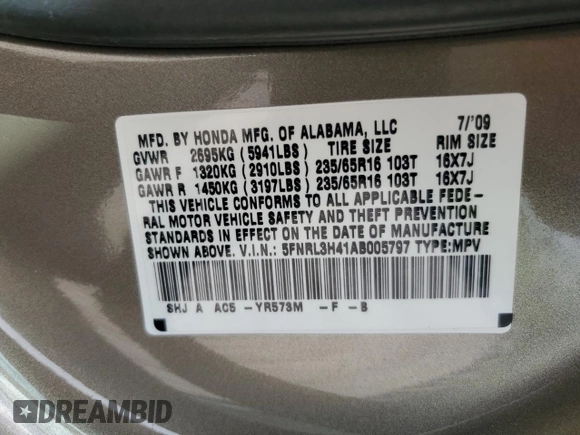 MFD. BY HONDA MFG. OF ALABAMA, LLC 7/'09
GVWR 2695KG (5941LBS) TIRE SIZE RIM SIZE
GAWR F 1320KG (2910LBS) 235/65R16 103T 16X7J
GAWR R 1450KG (3197LBS) 235/65R16 103T 16X7J
THIS VEHICLE CONFORMS TO ALL APPLICABLE FEDE-
RAL MOTOR VEHICLE SAFETY AND THEFT PREVENTION
STANDARDS IN EFFECT ON THE DATE OF MANUFACTURE
SHOWN ABOVE. V.I.N.: 5FNRL3H41AB005797 TYPE:MPV
SHJ A AC5 - YR573M - F - B
DREAMBID